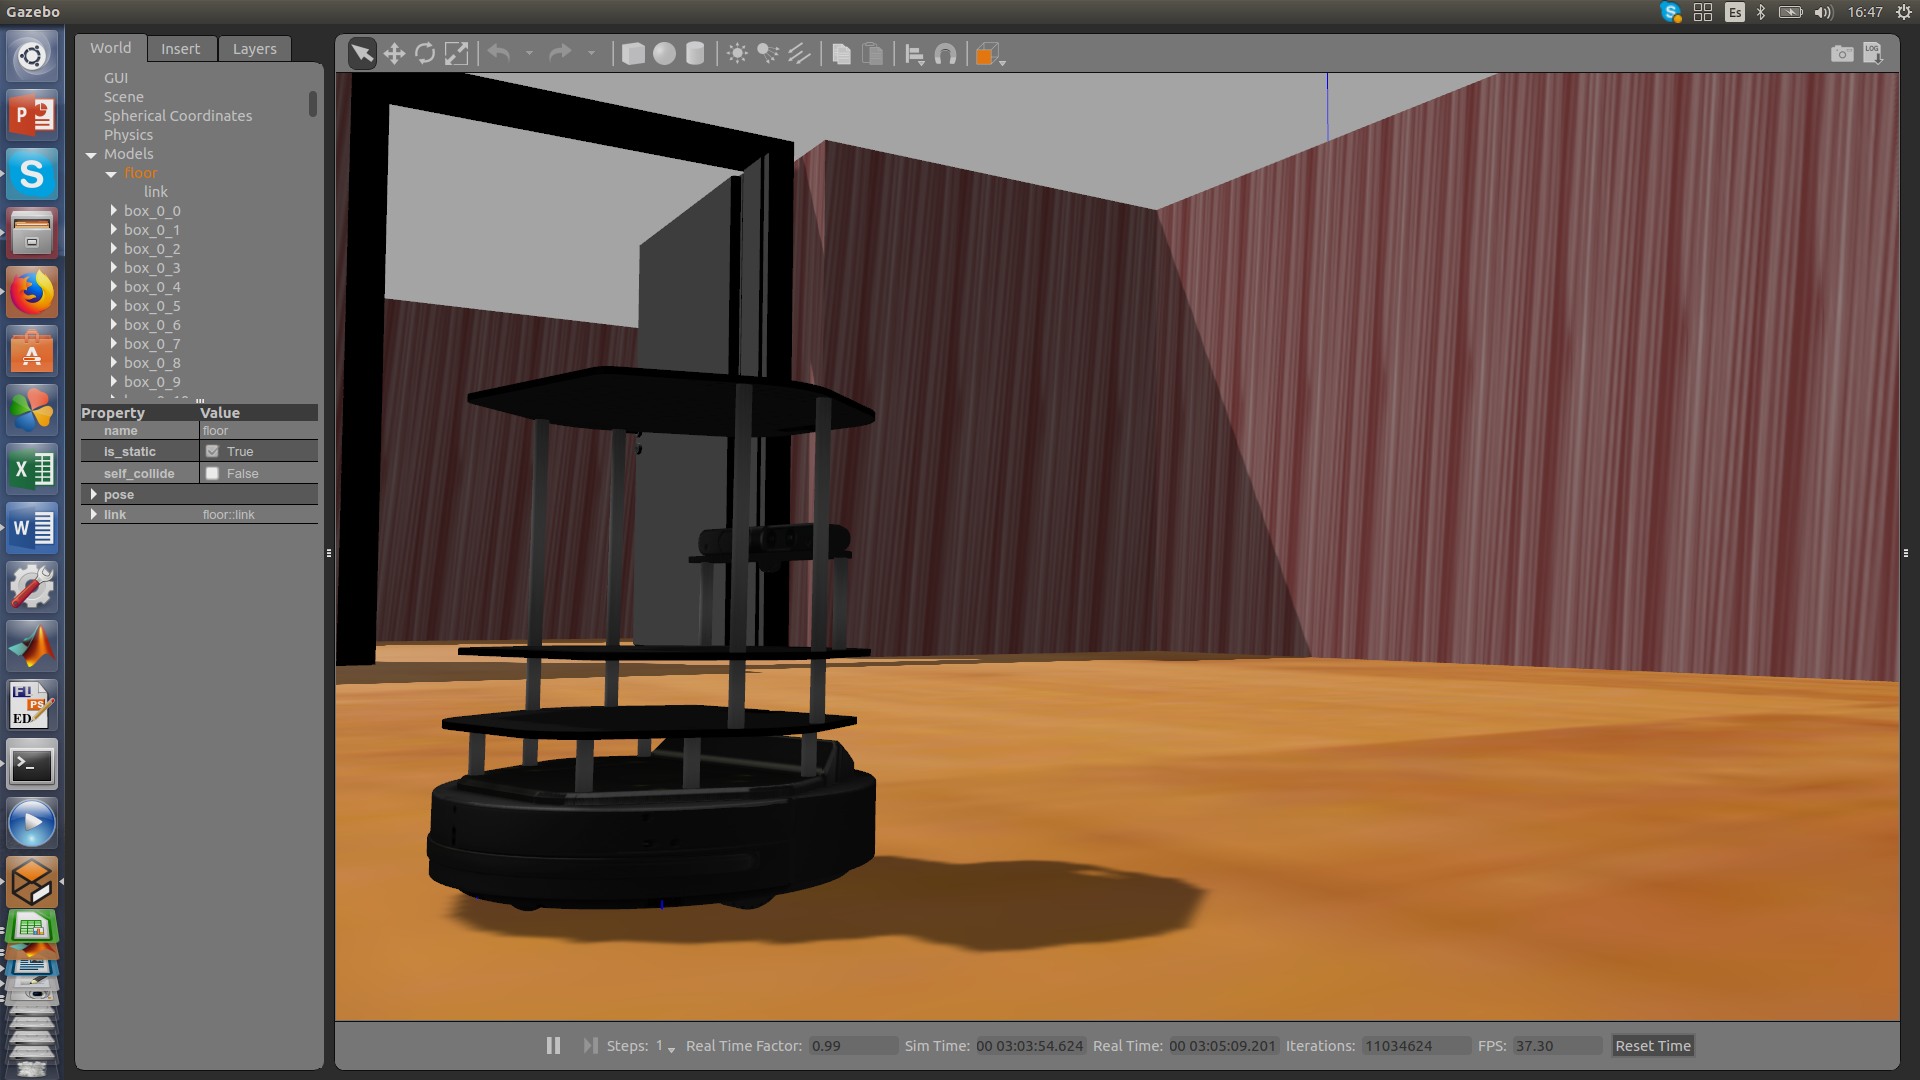 Gazebo
Es
16:47
World Insert Layers
LOG
GUI
Scene
Spherical Coordinates
Physics
Models
floor
link
box_0_0
box_0_1
box_0_2
box_0_3
box_0_4
box_0_5
box_0_6
box_0_7
box_0_8
box_0_9
Property Value
name floor
is_static True
self_collide False
pose
link floor::link
Steps: 1 Real Time Factor: 0.99 Sim Time: 00 03:03:54.624 Real Time: 00 03:05:09.201 Iterations: 11034624 FPS: 37.30 Reset Time